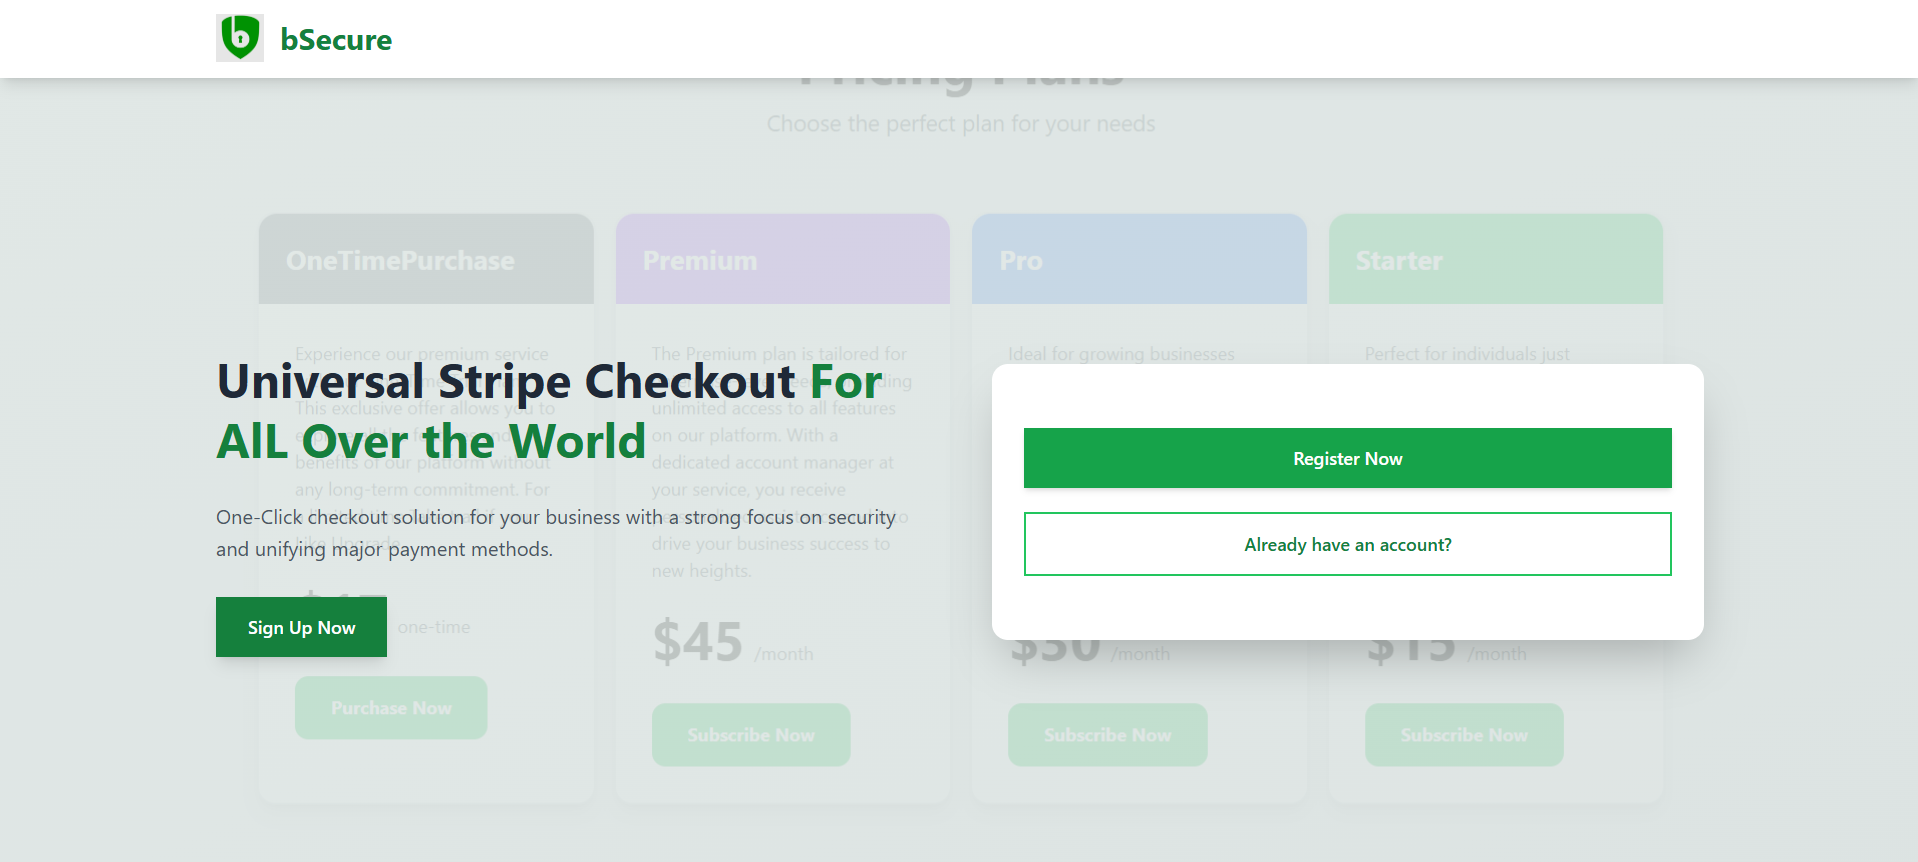 bSecure
Pricing Plans
Choose the perfect plan for your needs
OneTimePurchase
Premium
Pro
Starter
Universal Stripe Checkout For
AlL Over the World
One-Click checkout solution for your business with a strong focus on security
and unifying major payment methods.
Sign Up Now
Register Now
Already have an account?
Experience our premium service
This exclusive offer allows you to
benefits of our platform without
any long-term commitment. For
like Upgrade
one-time
Purchase Now
The Premium plan is tailored for
unlimited access to all features
on our platform. With a
dedicated account manager at
your service, you receive
drive your business success to
new heights.
$45 /month
Subscribe Now
Ideal for growing businesses
$30 /month
Subscribe Now
Perfect for individuals just
$15 /month
Subscribe Now